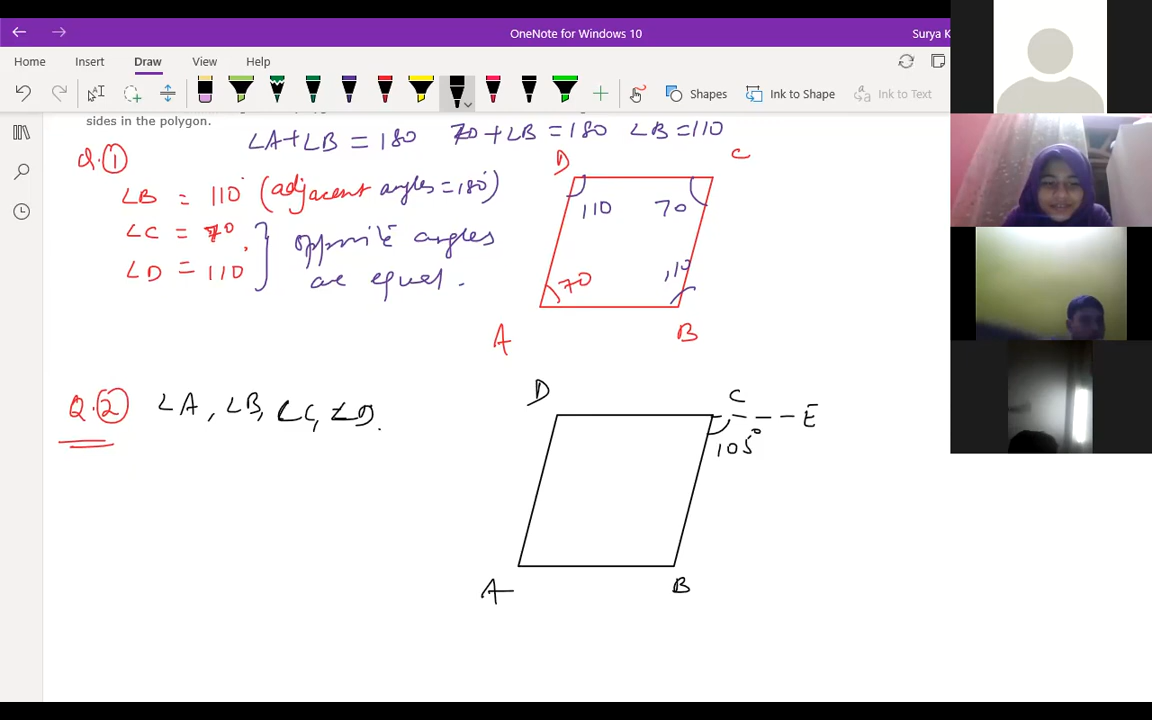 OneNote for Windows 10
Surya K
Home Insert Draw View Help
Shapes Ink to Shape Ink to Text
sides in the polygon.
∠A+∠B = 180 70 +∠B = 180 ∠B = 110
Q.①
∠B = 110° (adjacent angles = 180°)
∠C = 70.
∠D = 110
opposite angles
are equal.
D C
110 70
70 110
A B
Q.② ∠A, ∠B, ∠C, ∠D.
D C E
105°
A B